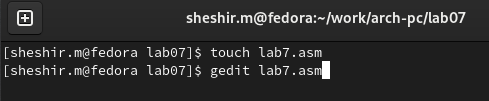 sheshir.m@fedora:~/work/arch-pc/lab07
[sheshir.m@fedora lab07]$ touch lab7.asm
[sheshir.m@fedora lab07]$ gedit lab7.asm